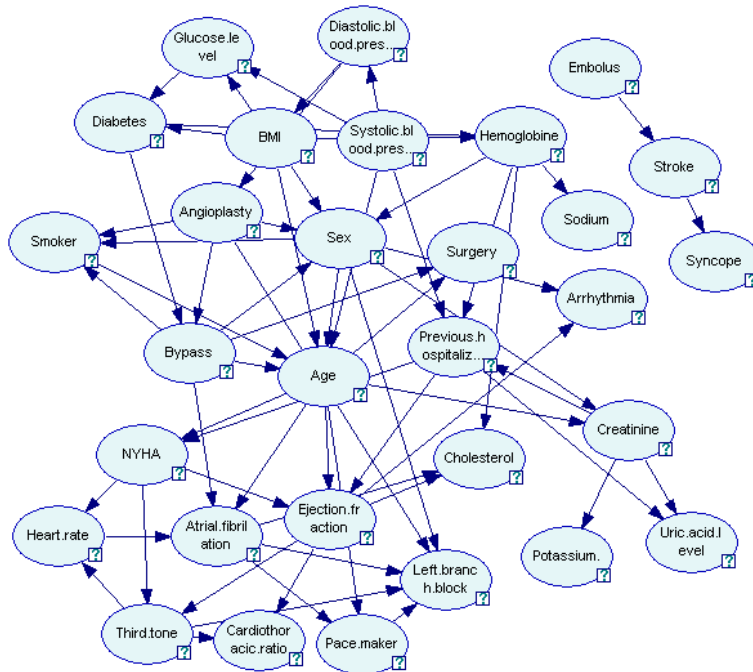 Glucose.le
vel
?
Diastolic.bl
ood.pres...
?
Embolus
?
Diabetes
?
BMI
?
Systolic.bl
ood.pres...
?
Hemoglobine
?
Stroke
?
Smoker
?
Angioplasty
?
Sex
?
Surgery
?
Sodium
?
Syncope
?
Arrhythmia
?
Bypass
?
Age
?
Previous.h
ospitaliz...
?
NYHA
?
Cholesterol
?
Creatinine
?
Heart.rate
?
Atrial.fibril
ation
?
Ejection.fr
action
?
Left.branc
h.block
?
Potassium.
?
Uric.acid.l
evel
?
Third.tone
?
Cardiothor
acic.ratio
?
Pace.maker
?